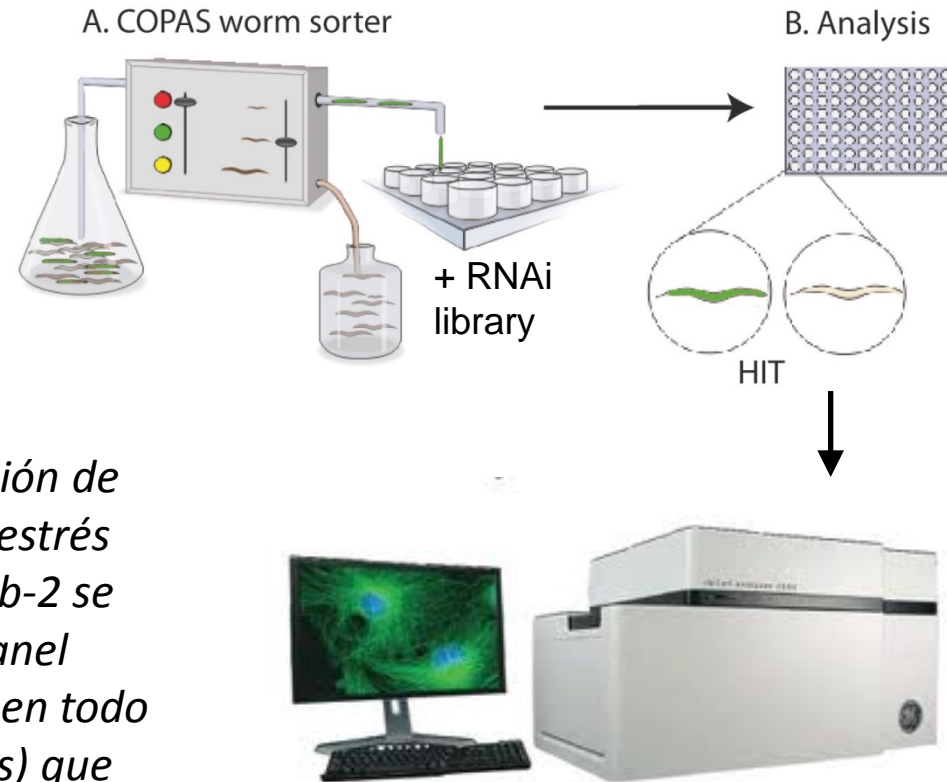 A. COPAS worm sorter
B. Analysis
+ RNAi
library
HIT
ión de
estrés
b-2 se
anel
en todo
s) que